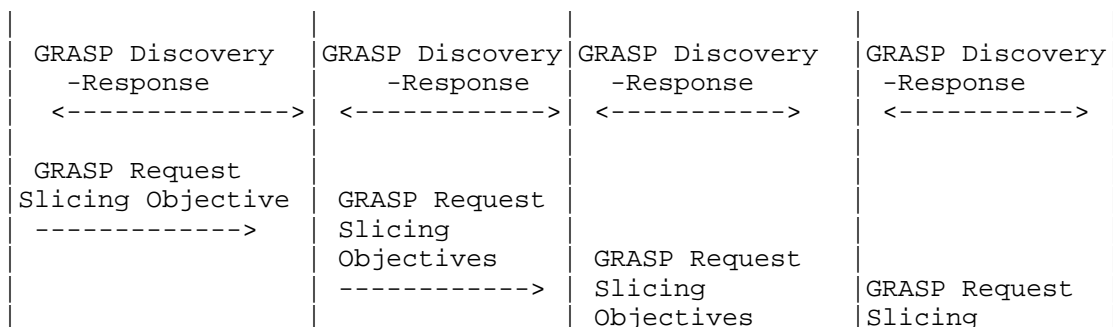 |                  |                |                 |                |
| GRASP Discovery  |GRASP Discovery|GRASP Discovery  |GRASP Discovery
|   -Response      |    -Response   |  -Response      | -Response
|  <-------------->| <------------>| <----------->   | <----------->
|                  |                |                 |
| GRASP Request    |                |                 |
|Slicing Objective | GRASP Request  |                 |
| ------------->   | Slicing        |                 |
|                  | Objectives     | GRASP Request   |
|                  | ------------>  | Slicing         |GRASP Request
|                  |                | Objectives      |Slicing